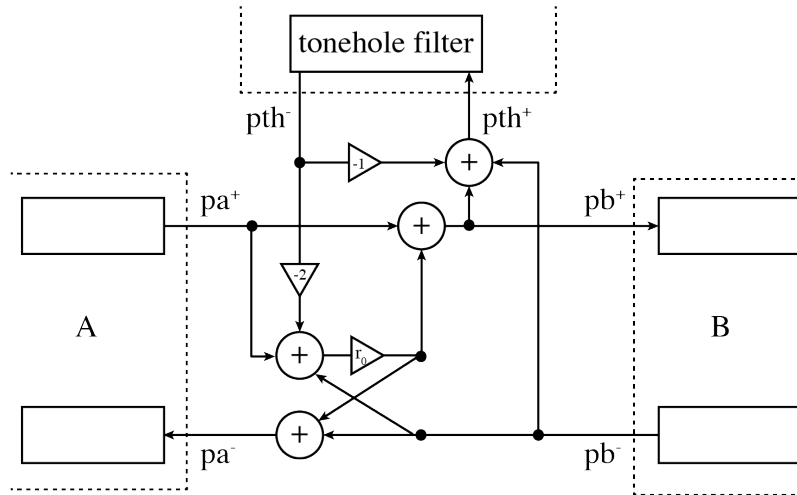 tonehole filter
pth⁻ pth⁺
-1 +
pa⁺ + pb⁺
-2
A B
+ r₀
+
pa⁻ pb⁻